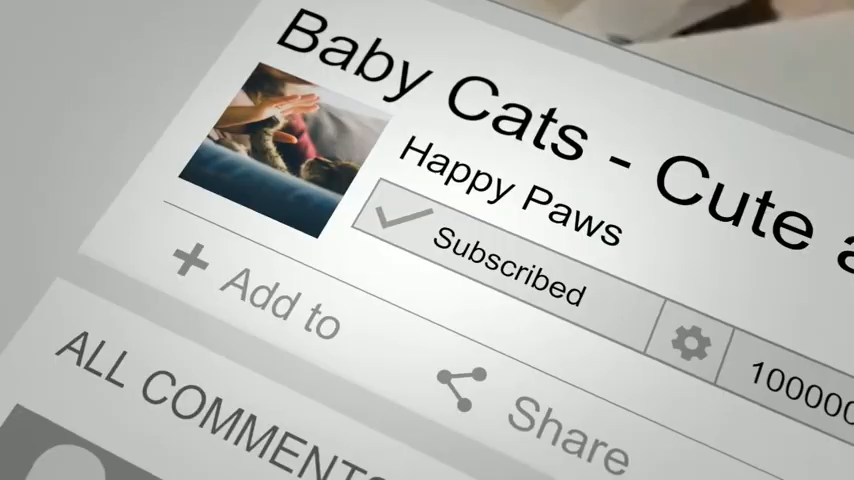 Baby Cats - Cute
Happy Paws
Subscribed
100000
Add to
Share
ALL COMMENTS